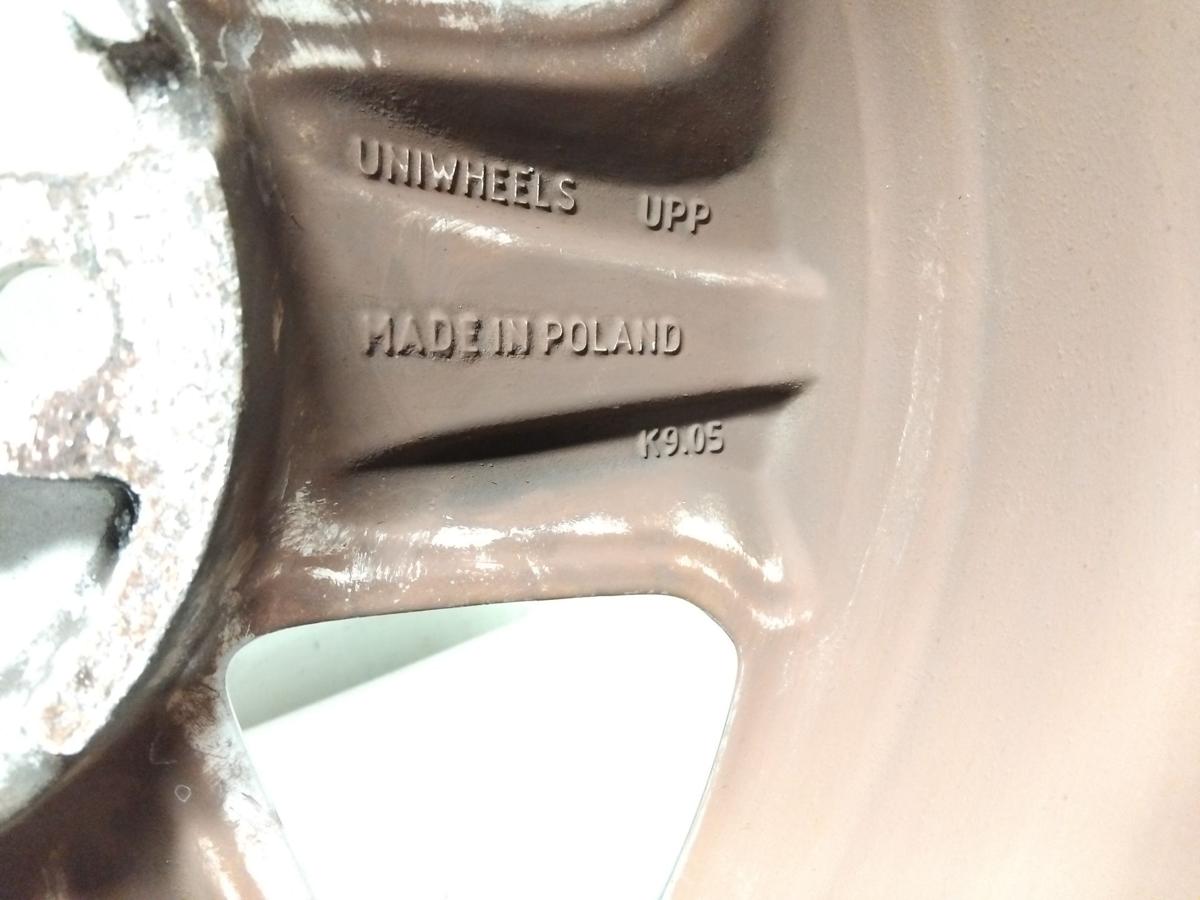 UNIWHEELS UPP
MADE IN POLAND
K9.05